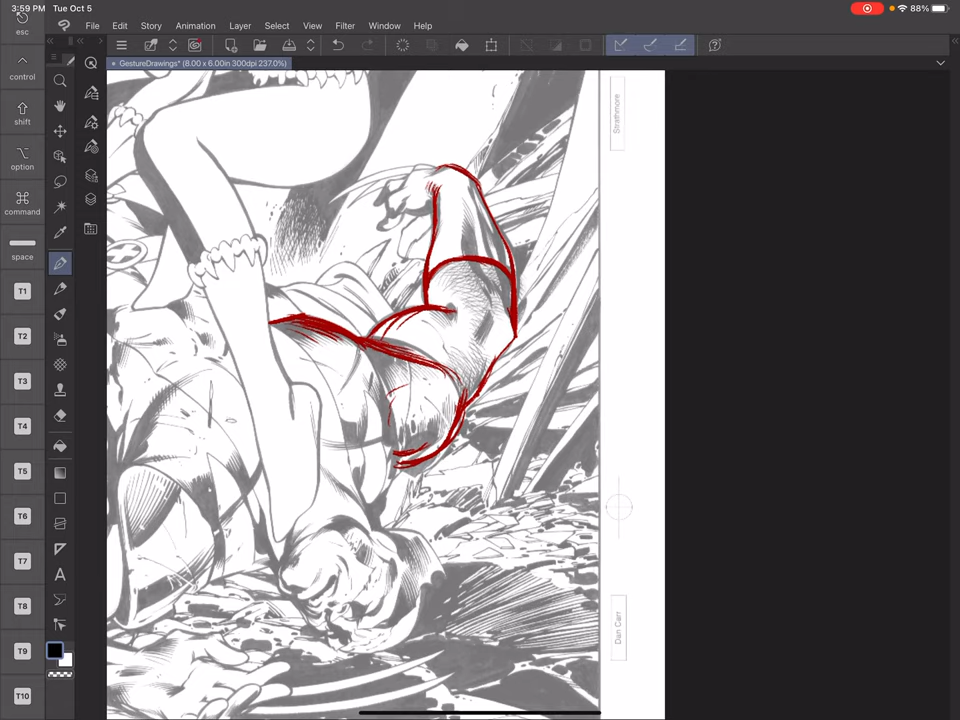 3:59 PM Tue Oct 5
88%
esc
File Edit Story Animation Layer Select View Filter Window Help
control
GestureDrawings* (8.00 x 6.00in 300dpi 237.0%)
shift
option
command
space
T1
T2
T3
T4
T5
T6
T7
T8
T9
T10
A
Strathmore
Dan Carr